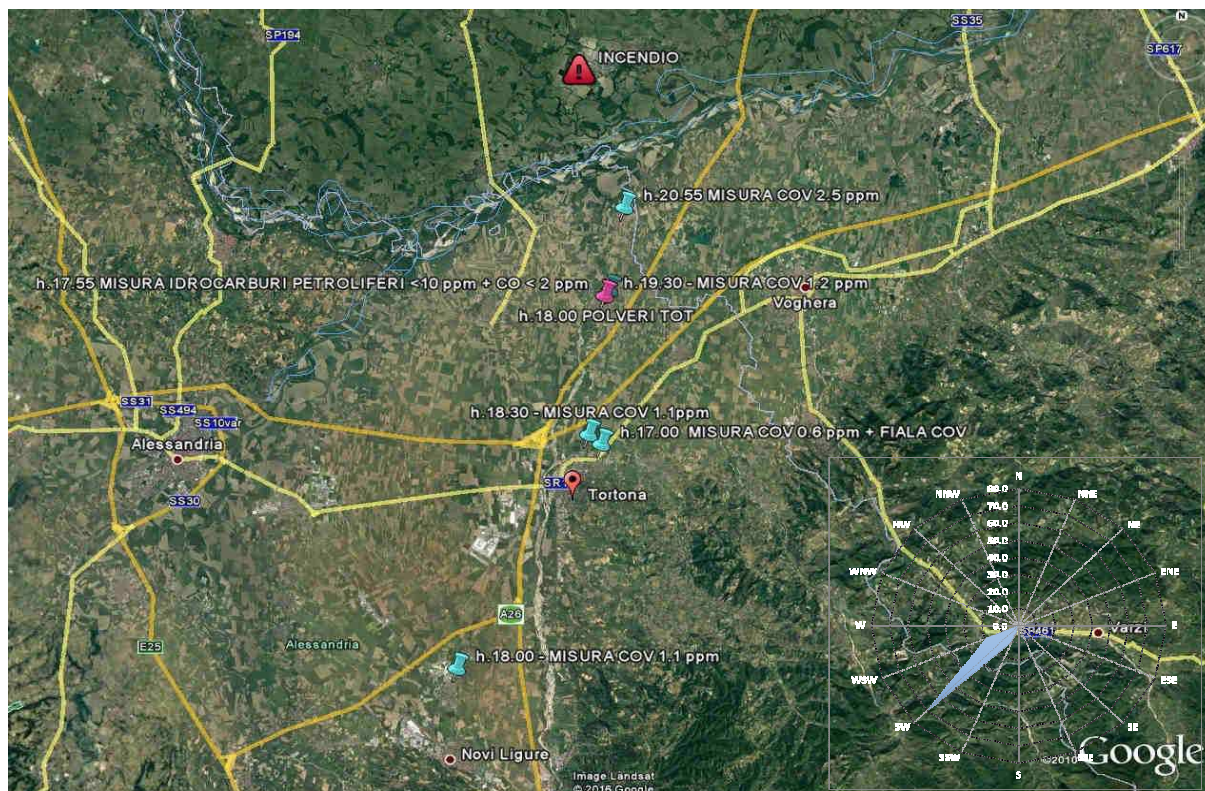 SP194
SS35
N
SP617
INCENDIO
h.20.55 MISURA COV 2.5 ppm
h.17.55 MISURA IDROCARBURI PETROLIFERI <10 ppm + CO < 2 ppm
h.19.30 - MISURA COV 1.2 ppm
Voghera
h.18.00 POLVERI TOT
SS31
SS494
SS10var
h.18.30 - MISURA COV 1.1ppm
h.17.00 MISURA COV 0.6 ppm + FIALA COV
Alessandria
SS30
SR
Tortona
N
NNW
NNE
80.0
70.0
60.0
50.0
40.0
30.0
20.0
10.0
0.0
NW
NE
WNW
ENE
W
E
SP461
Varzi
WSW
ESE
SW
SE
SSW
S
A26
E25
Alessandria
h.18.00 - MISURA COV 1.1 ppm
Novi Ligure
Image Landsat
© 2016 Google
©2010
Google